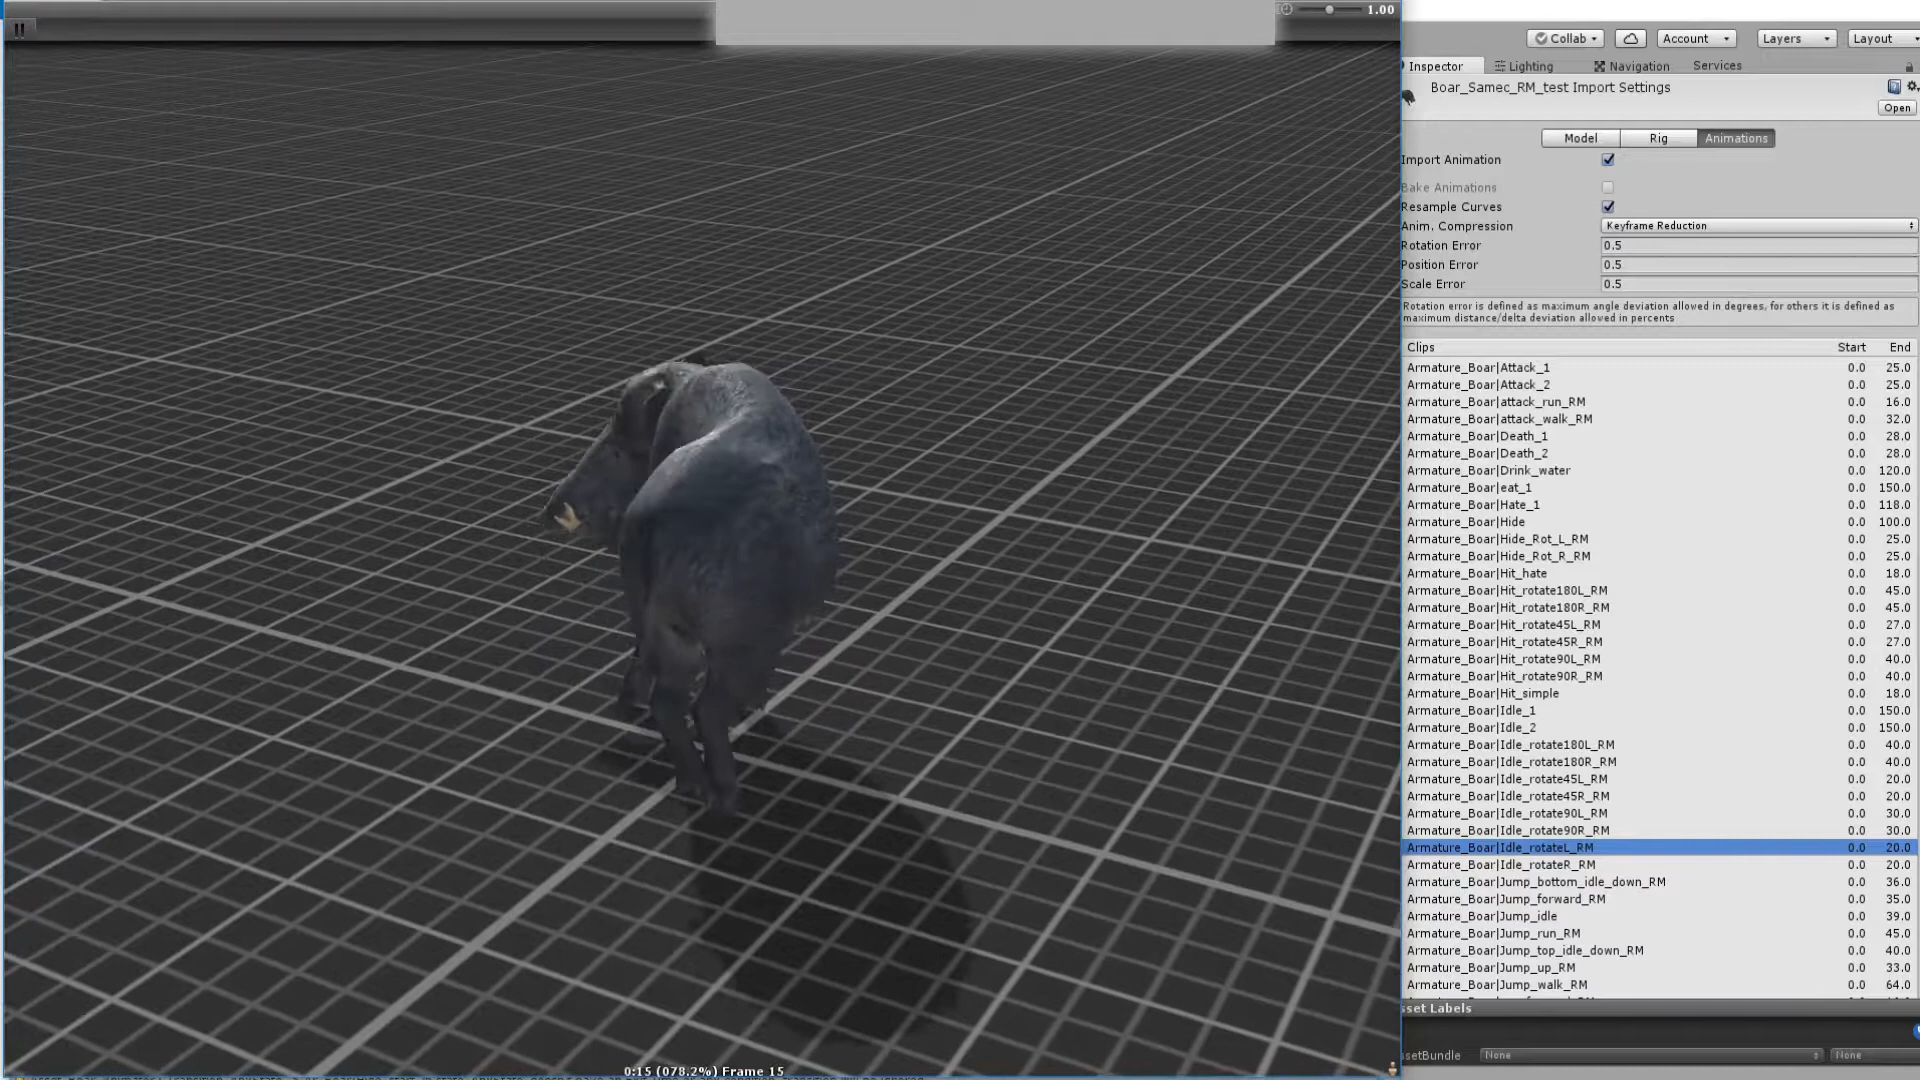 1.00
Collab
Account
Layers
Layout
Inspector
Lighting
Navigation
Services
Boar_Samec_RM_test Import Settings
Open
Model
Rig
Animations
Import Animation
Bake Animations
Resample Curves
Anim. Compression
Keyframe Reduction
Rotation Error
0.5
Position Error
0.5
Scale Error
0.5
Rotation error is defined as maximum angle deviation allowed in degrees, for others it is defined as
maximum distance/delta deviation allowed in percents
Clips Start End
Armature_Boar|Attack_1 0.0 25.0
Armature_Boar|Attack_2 0.0 25.0
Armature_Boar|attack_run_RM 0.0 16.0
Armature_Boar|attack_walk_RM 0.0 32.0
Armature_Boar|Death_1 0.0 28.0
Armature_Boar|Death_2 0.0 28.0
Armature_Boar|Drink_water 0.0 120.0
Armature_Boar|eat_1 0.0 150.0
Armature_Boar|Hate_1 0.0 118.0
Armature_Boar|Hide 0.0 100.0
Armature_Boar|Hide_Rot_L_RM 0.0 25.0
Armature_Boar|Hide_Rot_R_RM 0.0 25.0
Armature_Boar|Hit_hate 0.0 18.0
Armature_Boar|Hit_rotate180L_RM 0.0 45.0
Armature_Boar|Hit_rotate180R_RM 0.0 45.0
Armature_Boar|Hit_rotate45L_RM 0.0 27.0
Armature_Boar|Hit_rotate45R_RM 0.0 27.0
Armature_Boar|Hit_rotate90L_RM 0.0 40.0
Armature_Boar|Hit_rotate90R_RM 0.0 40.0
Armature_Boar|Hit_simple 0.0 18.0
Armature_Boar|Idle_1 0.0 150.0
Armature_Boar|Idle_2 0.0 150.0
Armature_Boar|Idle_rotate180L_RM 0.0 40.0
Armature_Boar|Idle_rotate180R_RM 0.0 40.0
Armature_Boar|Idle_rotate45L_RM 0.0 20.0
Armature_Boar|Idle_rotate45R_RM 0.0 20.0
Armature_Boar|Idle_rotate90L_RM 0.0 30.0
Armature_Boar|Idle_rotate90R_RM 0.0 30.0
Armature_Boar|Idle_rotateL_RM 0.0 20.0
Armature_Boar|Idle_rotateR_RM 0.0 20.0
Armature_Boar|Jump_bottom_idle_down_RM 0.0 36.0
Armature_Boar|Jump_forward_RM 0.0 35.0
Armature_Boar|Jump_idle 0.0 39.0
Armature_Boar|Jump_run_RM 0.0 45.0
Armature_Boar|Jump_top_idle_down_RM 0.0 40.0
Armature_Boar|Jump_up_RM 0.0 33.0
Armature_Boar|Jump_walk_RM 0.0 64.0
sset Labels
ssetBundle None None
0:15 (078.2%) Frame 15